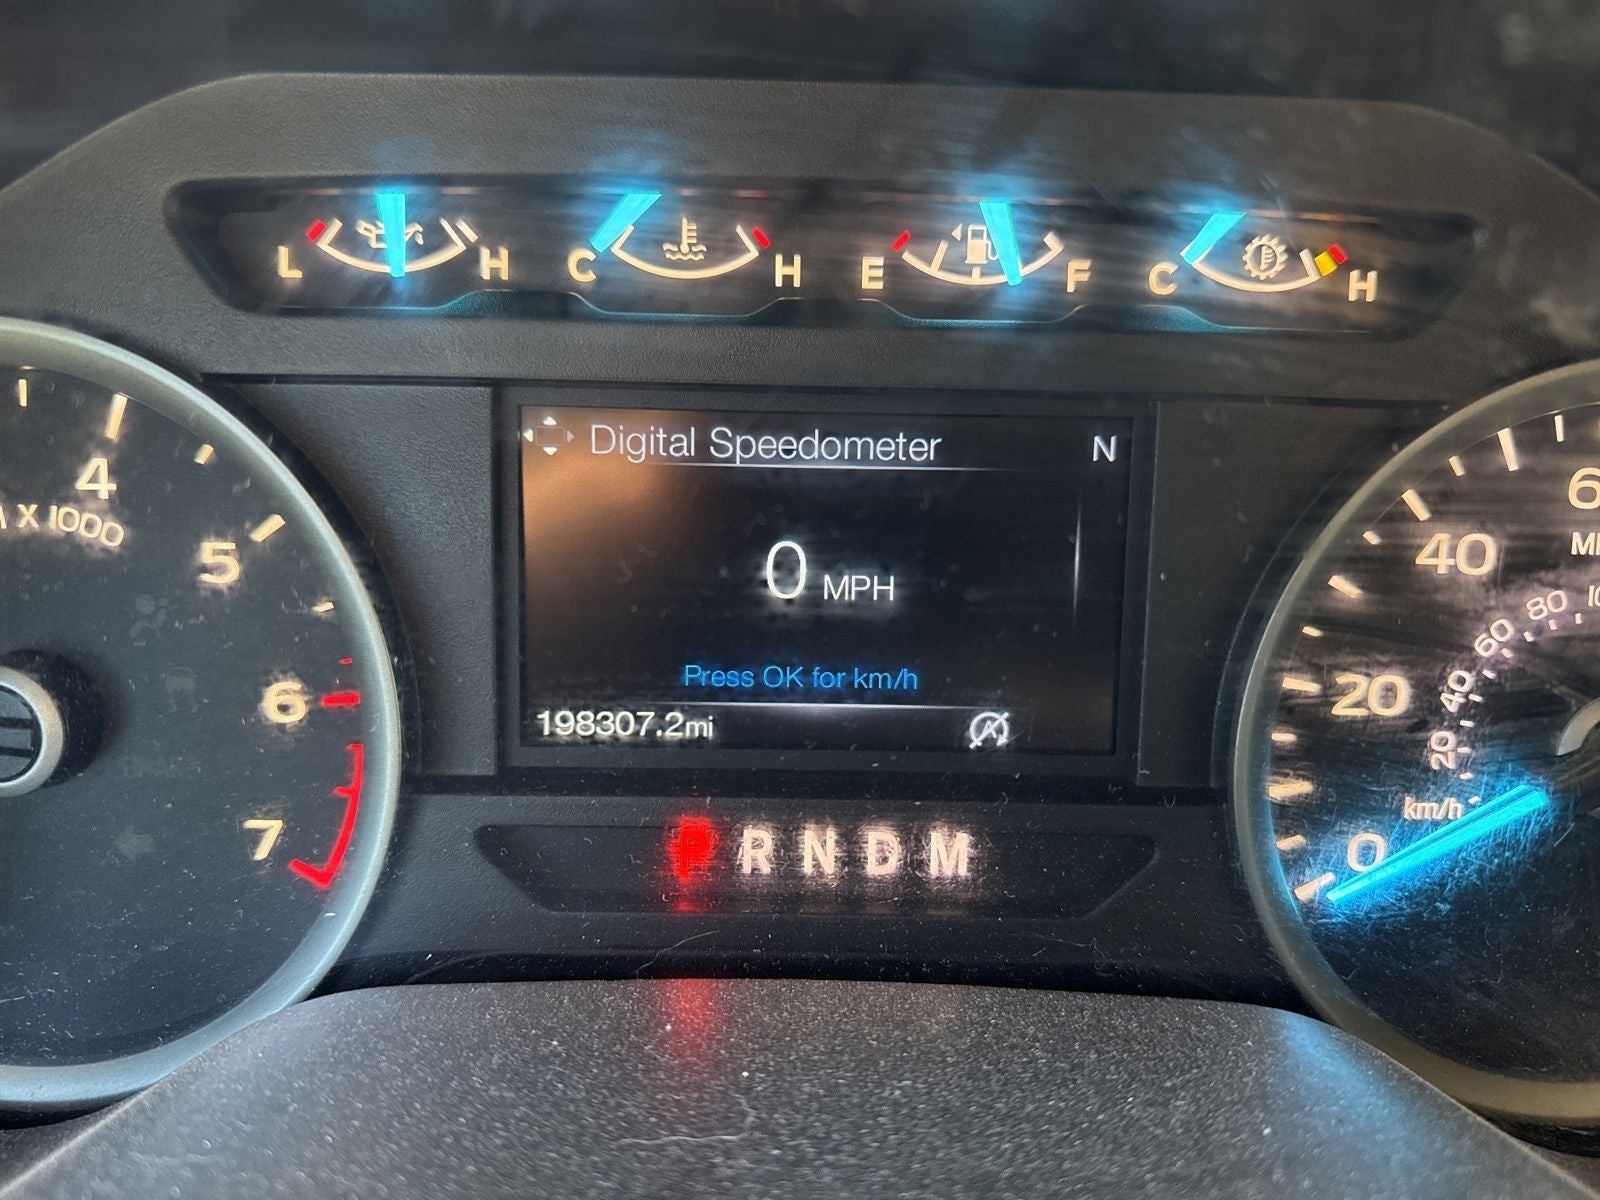 L H C H E F C H
Digital Speedometer N
0 MPH
Press OK for km/h
198307.2mi
P R N D M
4
X 1000
5
6
7
6
40
20
0
80
60
40
20
km/h